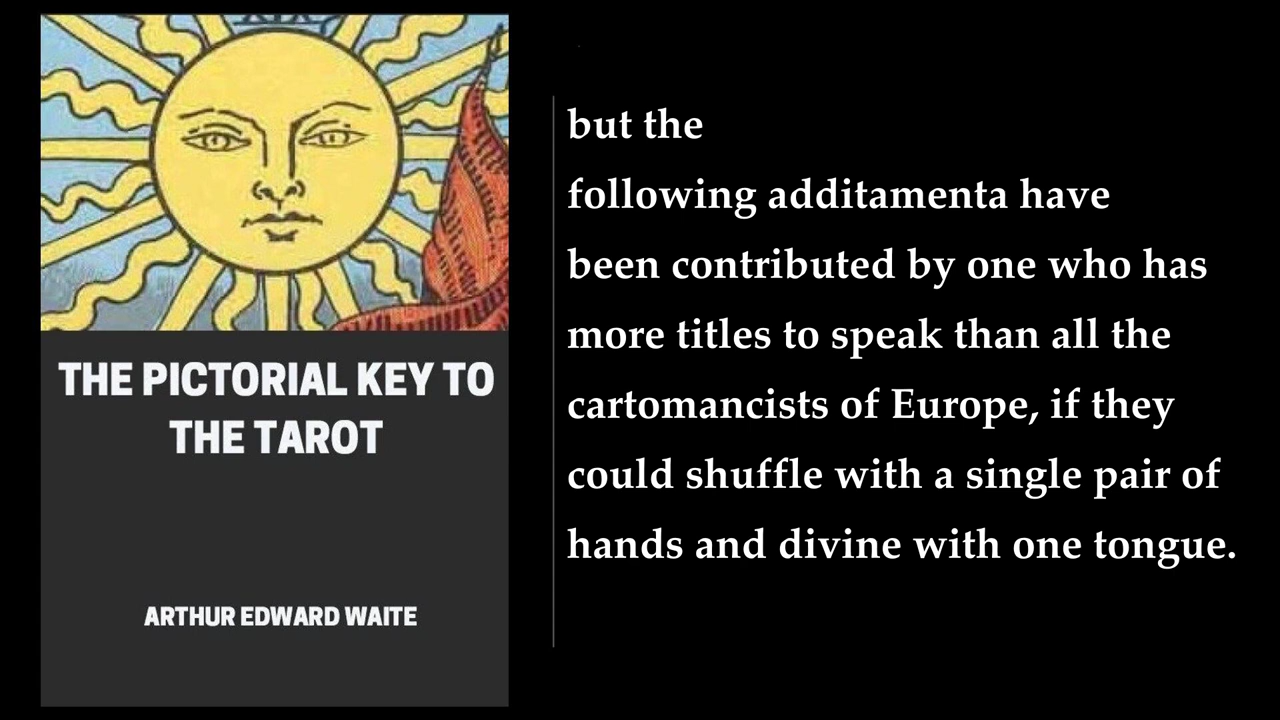 XIX
THE PICTORIAL KEY TO
THE TAROT
ARTHUR EDWARD WAITE
but the
following additamenta have
been contributed by one who has
more titles to speak than all the
cartomancists of Europe, if they
could shuffle with a single pair of
hands and divine with one tongue.